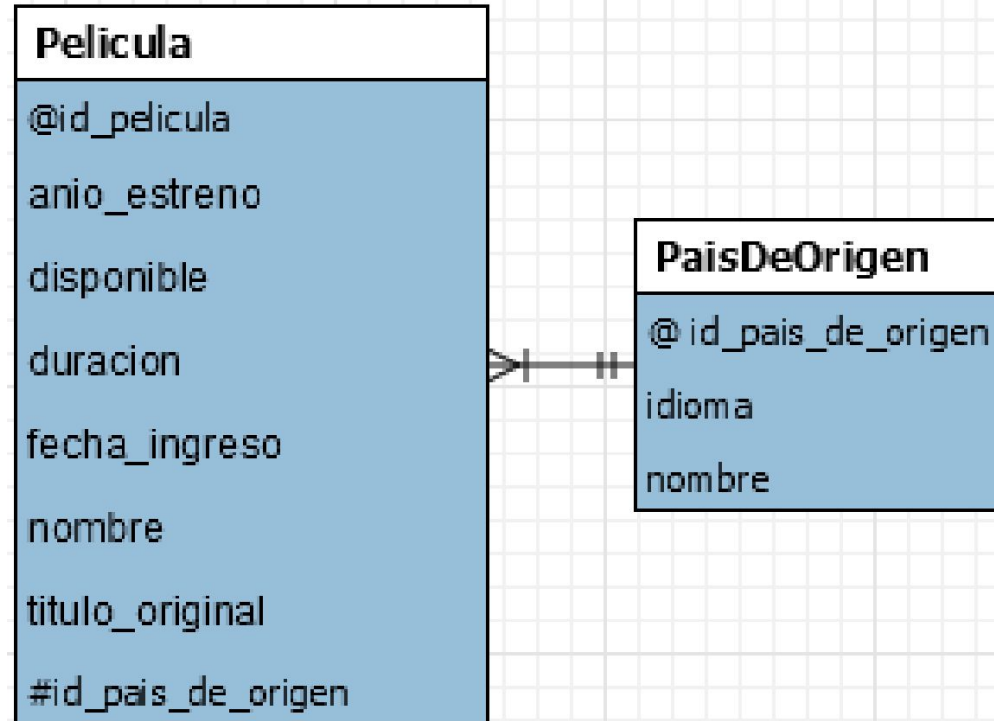 Pelicula
@id_pelicula
anio_estreno
disponible
duracion
fecha_ingreso
nombre
titulo_original
#id_pais_de_origen
PaisDeOrigen
@ id_pais_de_origen
idioma
nombre